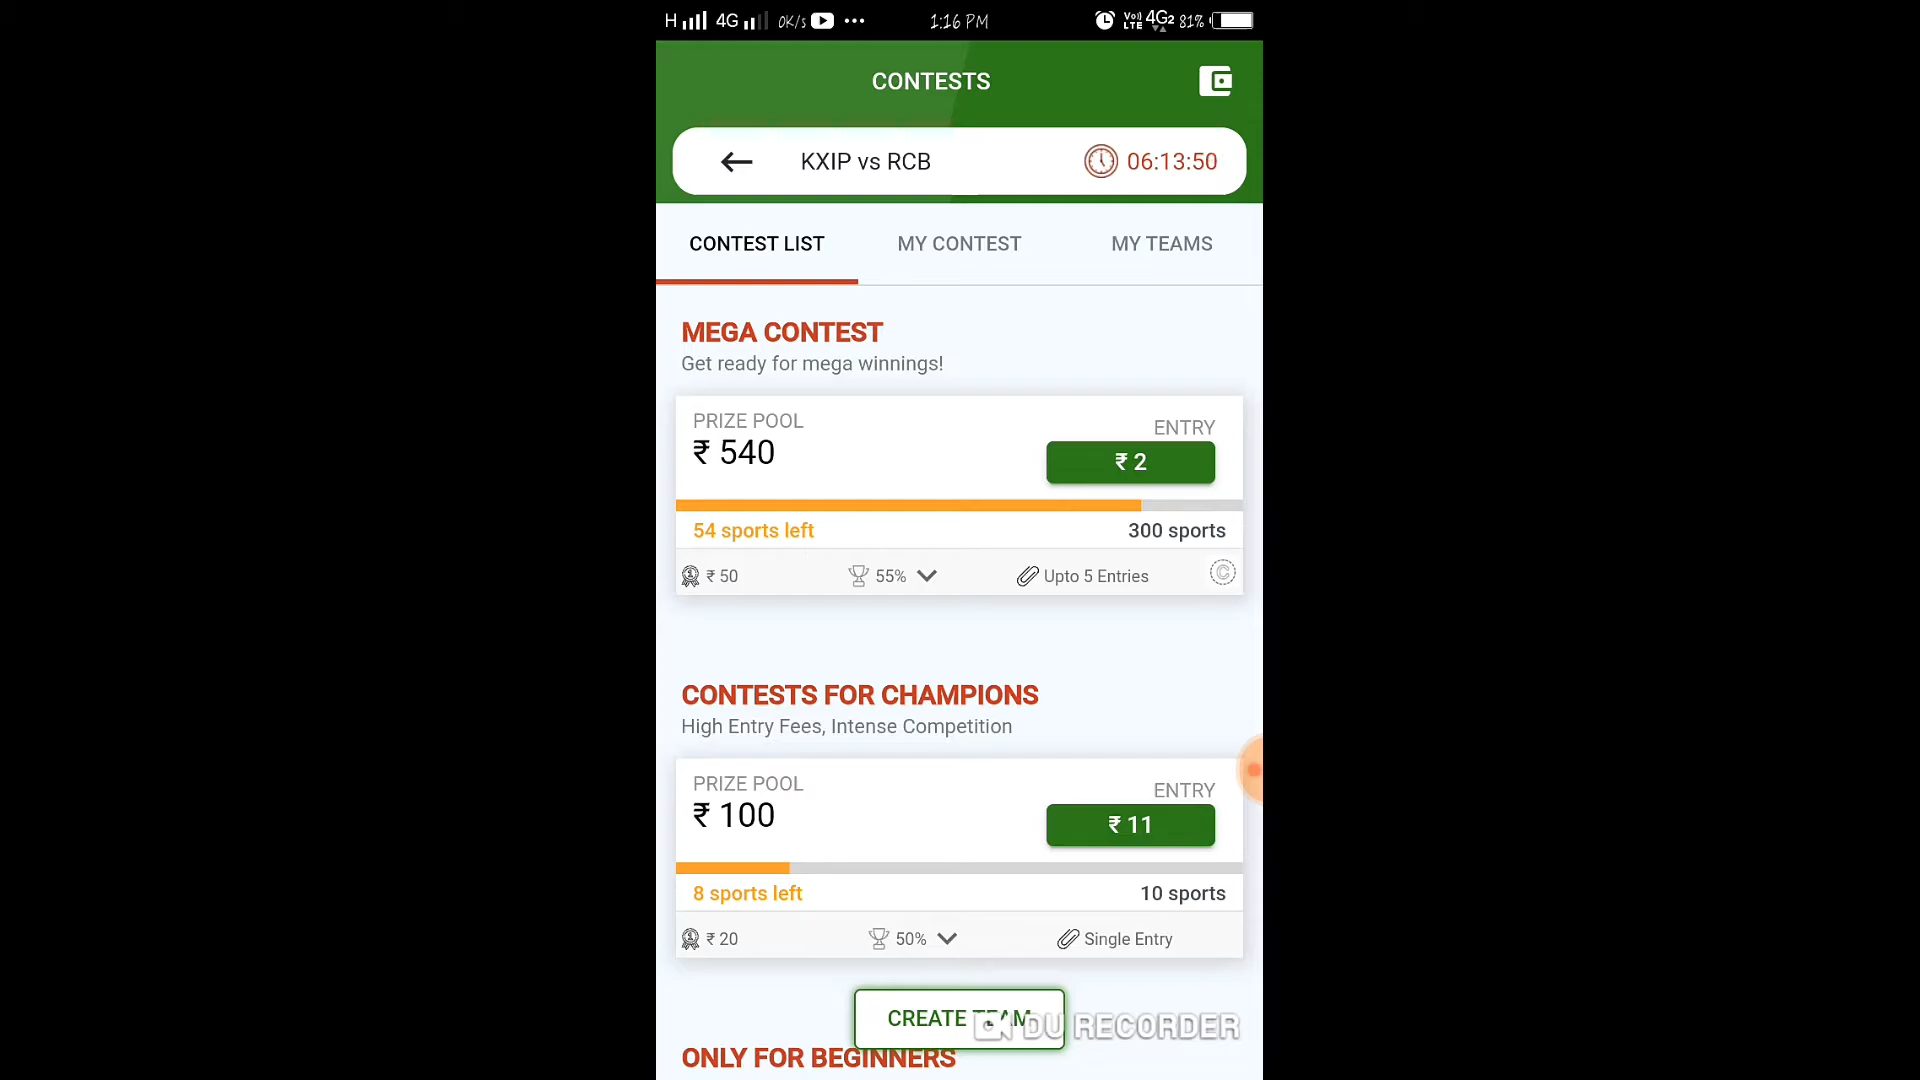 H 4G 0K/s ••• 1:16 PM VoLTE 4G2 81%
CONTESTS
KXIP vs RCB 06:13:50
CONTEST LIST MY CONTEST MY TEAMS
MEGA CONTEST
Get ready for mega winnings!
PRIZE POOL ENTRY
₹ 540 ₹ 2
54 sports left 300 sports
₹ 50 55% Upto 5 Entries C
CONTESTS FOR CHAMPIONS
High Entry Fees, Intense Competition
PRIZE POOL ENTRY
₹ 100 ₹ 11
8 sports left 10 sports
₹ 20 50% Single Entry
CREATE TEAM
DU RECORDER
ONLY FOR BEGINNERS